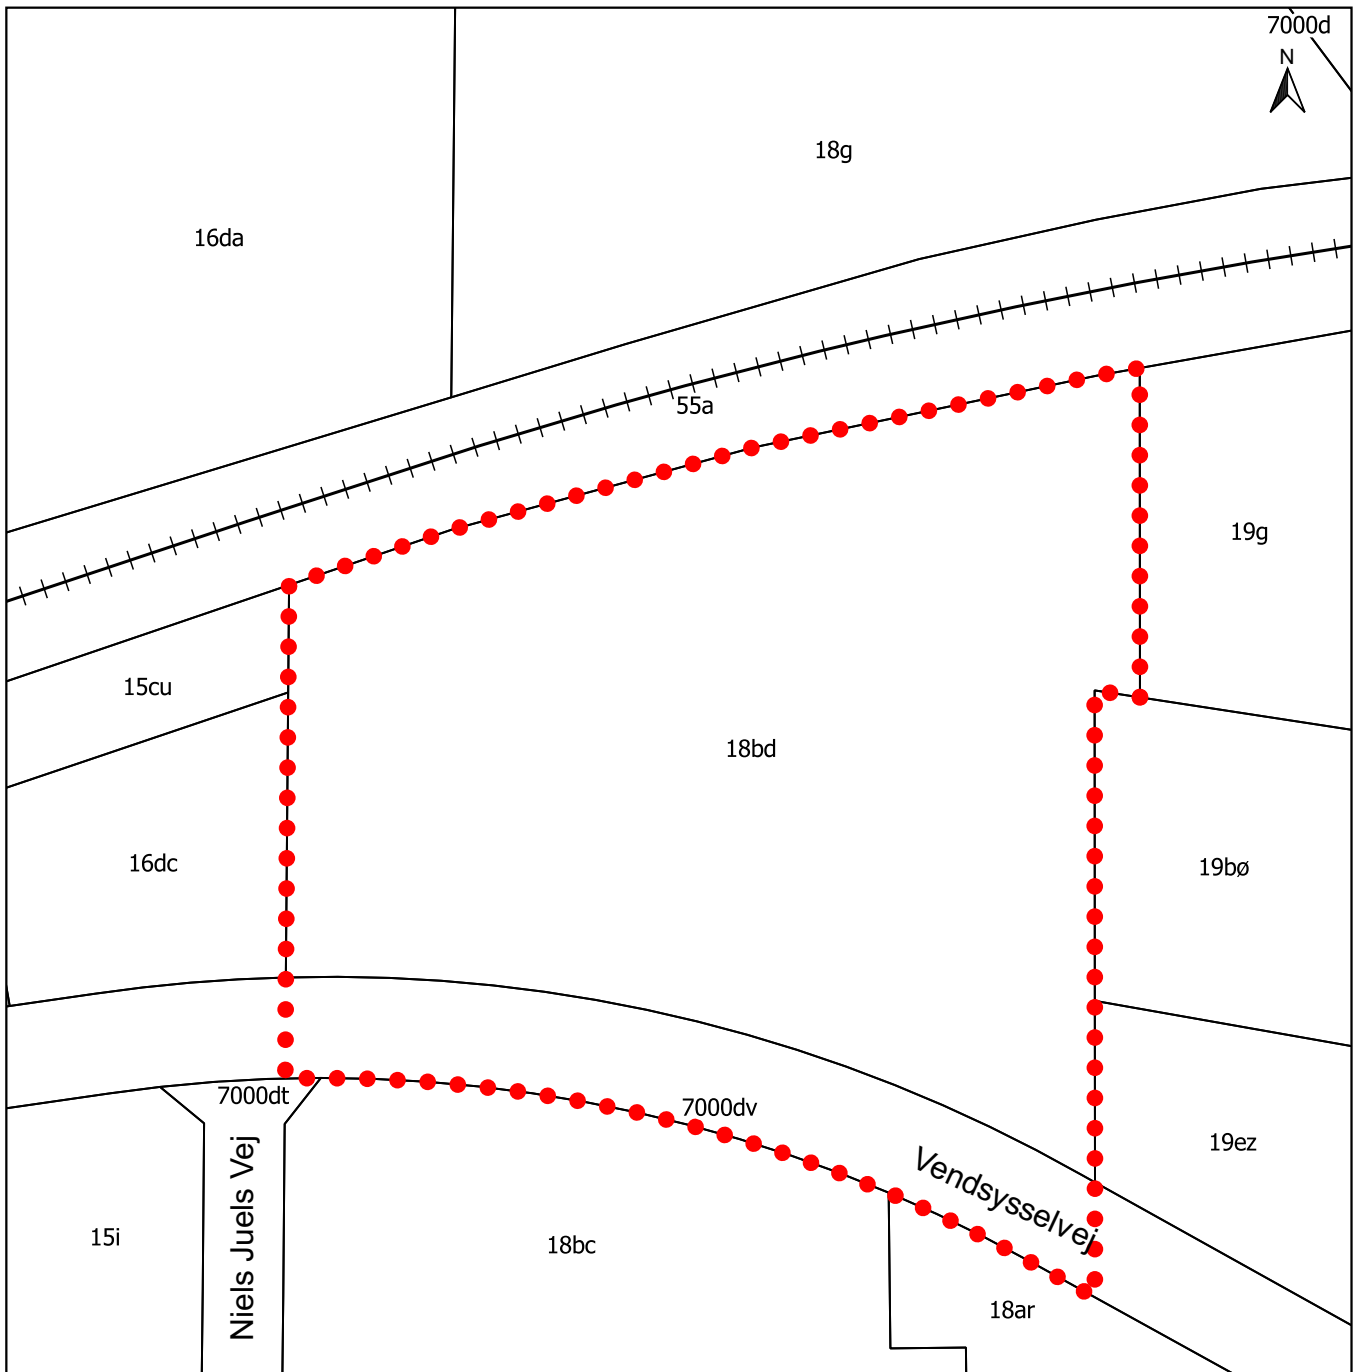 7000d
N
18g
16da
55a
19g
15cu
18bd
16dc
19bø
7000dt
7000dv
19ez
Vendsysselvej
Niels Juels Vej
15i
18bc
18ar